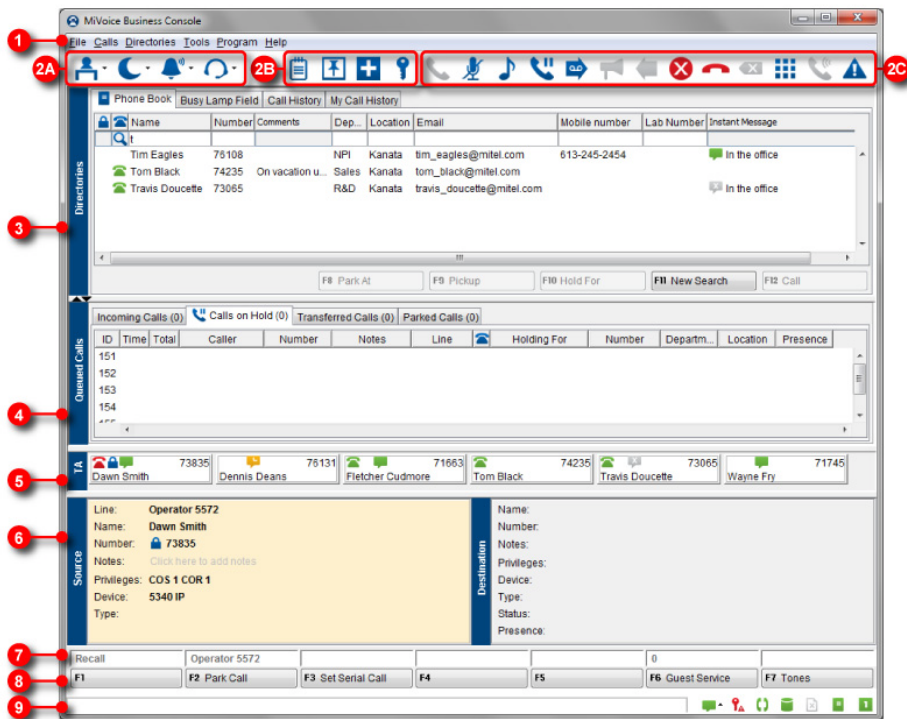 MiVoice Business Console
1
File Calls Directories Tools Program Help
2A 2B 2C
Phone Book Busy Lamp Field Call History My Call History
Name Number Comments Dep... Location Email Mobile number Lab Number Instant Message
t
Tim Eagles 76108 NPI Kanata tim_eagles@mitel.com 613-245-2454 In the office
Tom Black 74235 On vacation u... Sales Kanata tom_black@mitel.com
Travis Doucette 73065 R&D Kanata travis_doucette@mitel.com In the office
Directories
3
F8 Park At F9 Pickup F10 Hold For F11 New Search F12 Call
Incoming Calls (0) Calls on Hold (0) Transferred Calls (0) Parked Calls (0)
ID Time Total Caller Number Notes Line Holding For Number Departm... Location Presence
151
152
153
154
155
Queued Calls
4
TA
5
73835 76131 71663 74235 73065 71745
Dawn Smith Dennis Deans Fletcher Cudmore Tom Black Travis Doucette Wayne Fry
Source
6
Line: Operator 5572
Name: Dawn Smith
Number: 73835
Notes: Click here to add notes
Privileges: COS 1 COR 1
Device: 5340 IP
Type:
Destination
Name:
Number:
Notes:
Privileges:
Device:
Type:
Status:
Presence:
7
Recall Operator 5572 0
8
F1 F2 Park Call F3 Set Serial Call F4 F5 F6 Guest Service F7 Tones
9
1